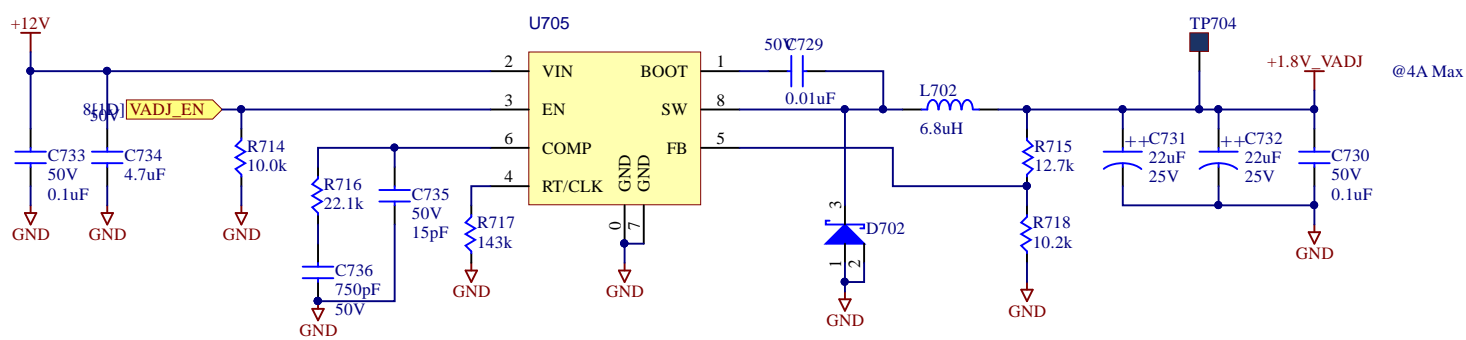 +12V
U705
TP704
50V
C729
+1.8V_VADJ
@4A Max
2
VIN
BOOT
1
0.01uF
L702
8[1D]
50V
VADJ_EN
3
EN
SW
8
6.8uH
R714
10.0k
6
COMP
FB
5
R715
12.7k
C731
22uF
25V
++
C732
22uF
25V
++
C730
50V
0.1uF
C733
50V
0.1uF
C734
4.7uF
R716
22.1k
C735
50V
15pF
4
RT/CLK
GND
GND
R717
143k
0
7
3
D702
1
2
R718
10.2k
GND
GND
GND
C736
750pF
50V
GND
GND
GND
GND
GND
GND